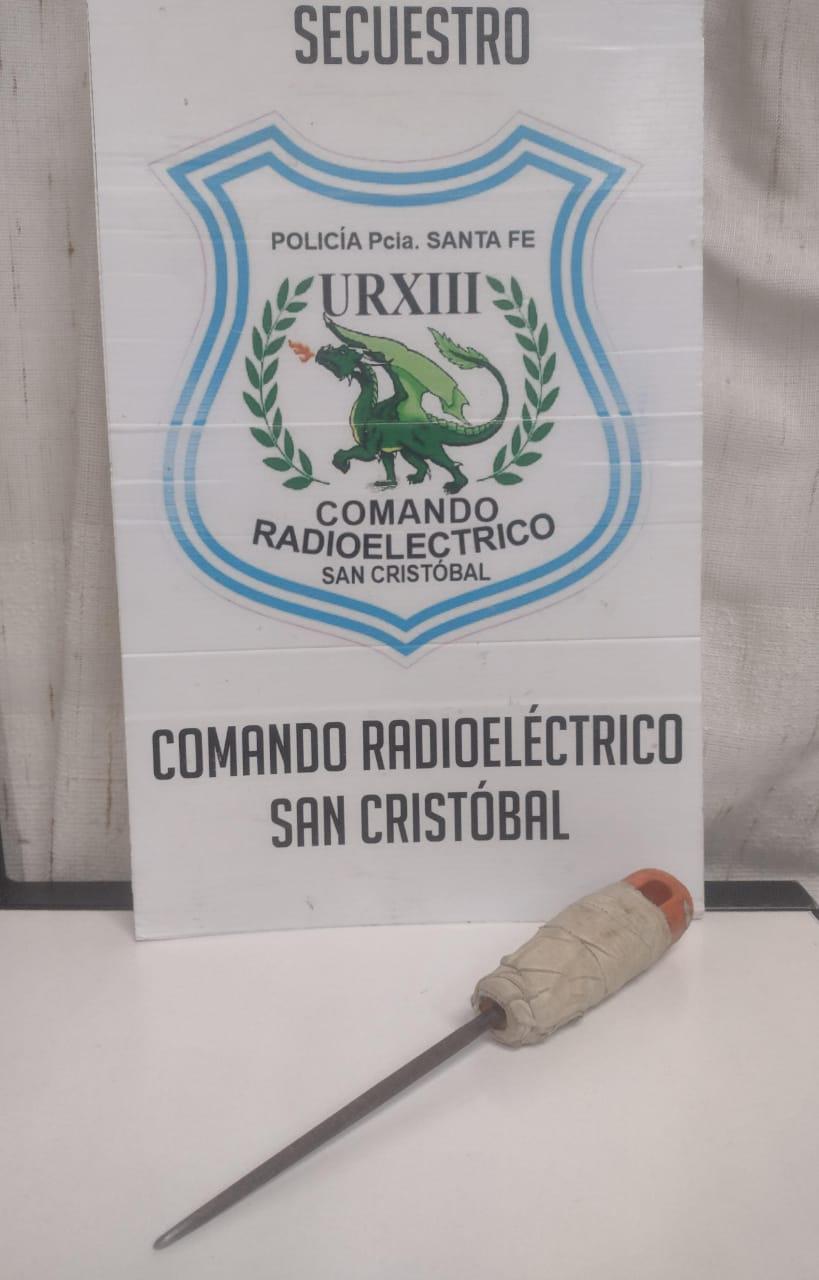 SECUESTRO
POLICÍA Pcia. SANTA FE
URXIII
COMANDO
RADIOELECTRICO
SAN CRISTÓBAL
COMANDO RADIOELÉCTRICO
SAN CRISTÓBAL